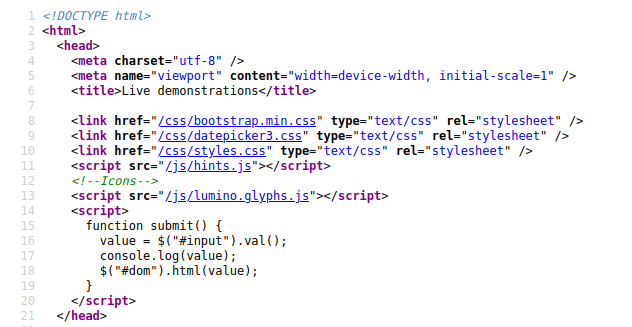 1 <!DOCTYPE html>
2 <html>
3   <head>
4     <meta charset="utf-8" />
5     <meta name="viewport" content="width=device-width, initial-scale=1" />
6     <title>Live demonstrations</title>
7
8     <link href="/css/bootstrap.min.css" type="text/css" rel="stylesheet" />
9     <link href="/css/datepicker3.css" type="text/css" rel="stylesheet" />
10     <link href="/css/styles.css" type="text/css" rel="stylesheet" />
11     <script src="/js/hints.js"></script>
12     <!--Icons-->
13     <script src="/js/lumino.glyphs.js"></script>
14     <script>
15       function submit() {
16         value = $("#input").val();
17         console.log(value);
18         $("#dom").html(value);
19       }
20     </script>
21   </head>